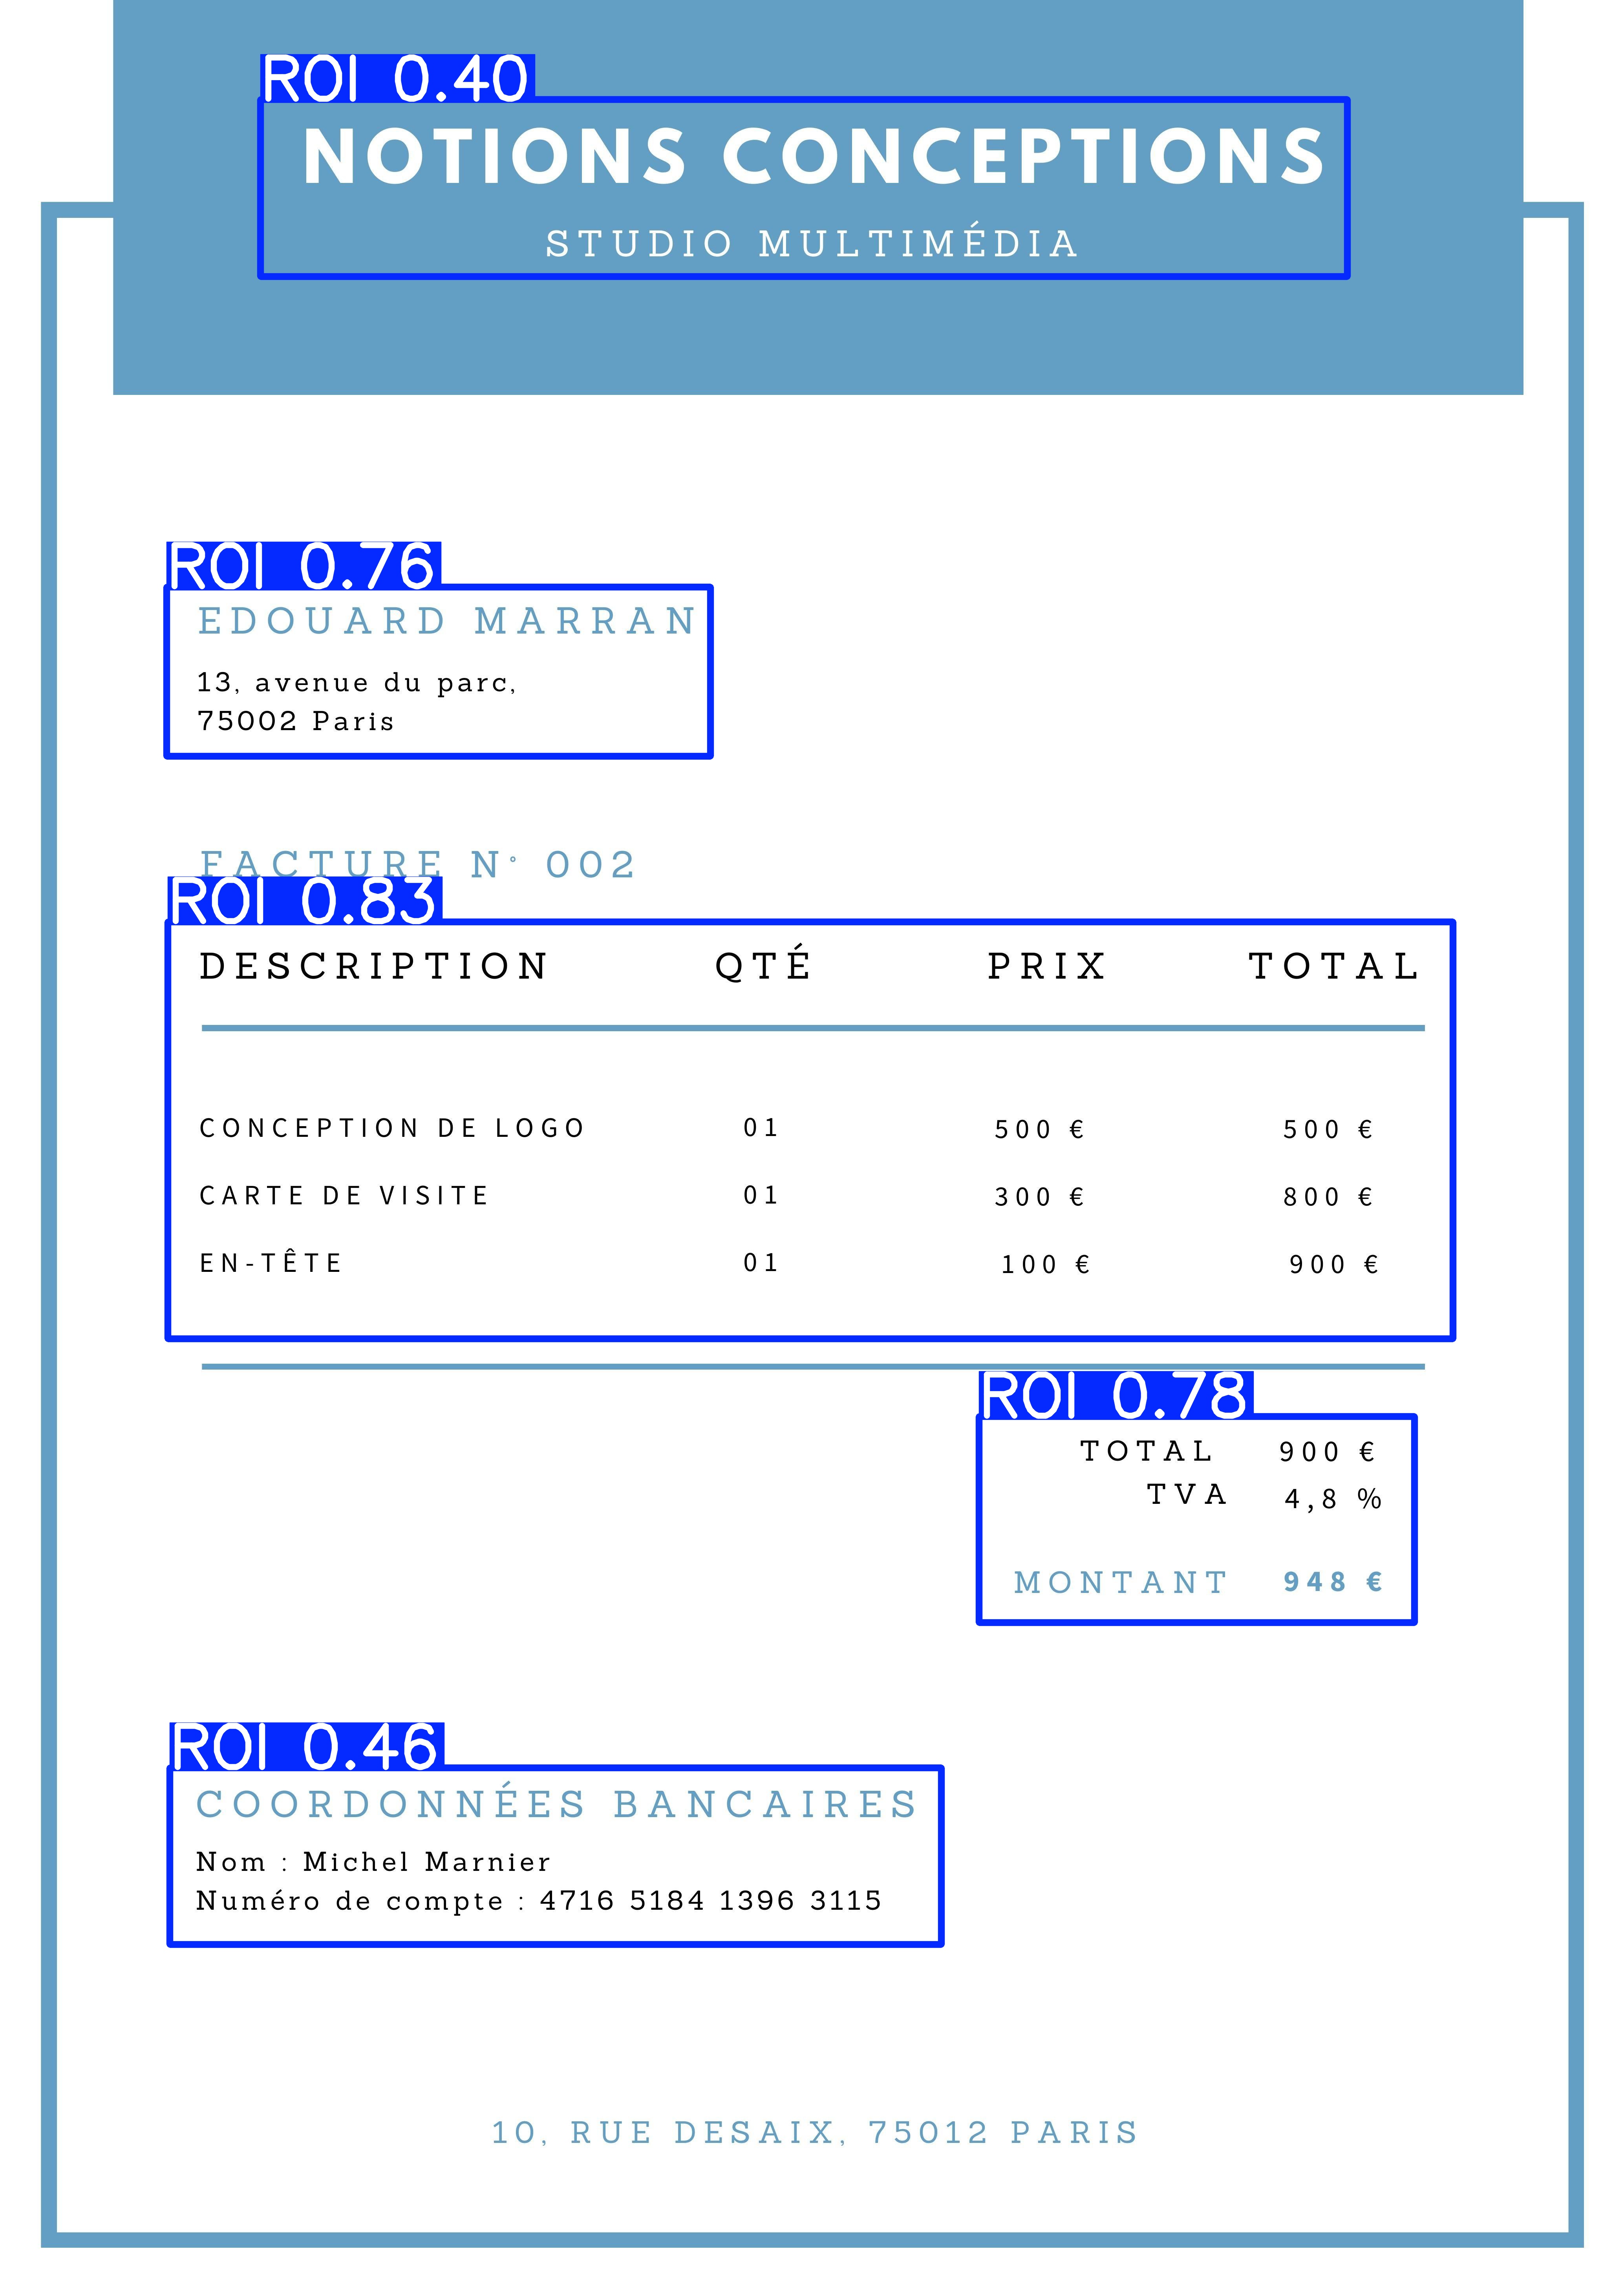 ROI 0.40
NOTIONS CONCEPTIONS
STUDIO MULTIMÉDIA
ROI 0.76
EDOUARD MARRAN
13, avenue du parc,
75002 Paris
FACTURE N° 002
ROI 0.83
DESCRIPTION QTÉ PRIX TOTAL
CONCEPTION DE LOGO 01 500 € 500 €
CARTE DE VISITE 01 300 € 800 €
EN-TÊTE 01 100 € 900 €
ROI 0.78
TOTAL 900 €
TVA 4,8 %
MONTANT 948 €
ROI 0.46
COORDONNÉES BANCAIRES
Nom : Michel Marnier
Numéro de compte : 4716 5184 1396 3115
10, RUE DESAIX, 75012 PARIS